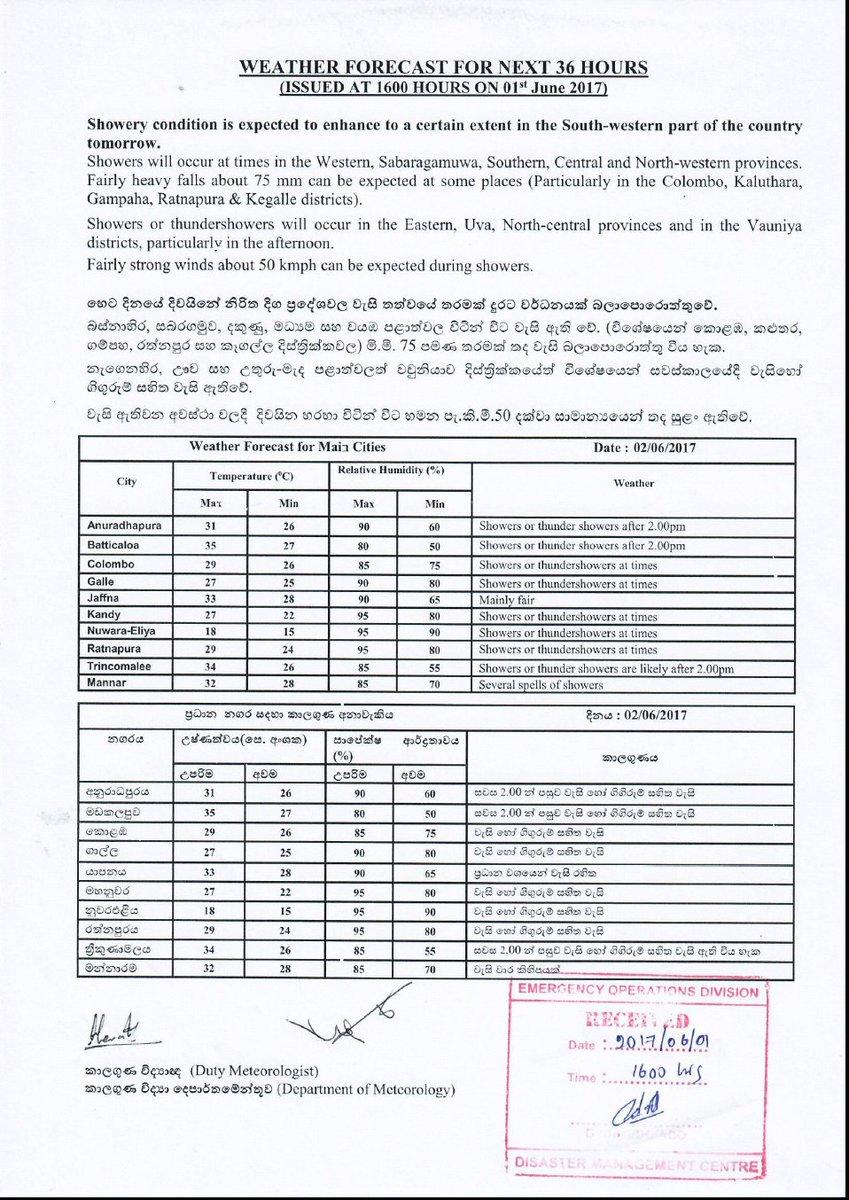 WEATHER FORECAST FOR NEXT 36 HOURS
(ISSUED AT 1600 HOURS ON 01st June 2017)
Showery condition is expected to enhance to a certain extent in the South-western part of the country
tomorrow.
Showers will occur at times in the Western, Sabaragamuwa, Southern, Central and North-western provinces.
Fairly heavy falls about 75 mm can be expected at some places (Particularly in the Colombo, Kaluthara,
Gampaha, Ratnapura & Kegalle districts).
Showers or thundershowers will occur in the Eastern, Uva, North-central provinces and in the Vauniya
districts, particularly in the afternoon.
Fairly strong winds about 50 kmph can be expected during showers.
හෙට දිනයේ දිවයිනේ නිරිත දිග ප්‍රදේශවල වැසි තත්වයේ තරමක් දුරට වර්ධනයක් බලාපොරොත්තුවේ.
බස්නාහිර, සබරගමුව, දකුණු, මධ්‍යම සහ වයඹ පළාත්වල විටින් විට වැසි ඇති වේ. (විශේෂයෙන් කොළඹ, කළුතර,
ගම්පහ, රත්නපුර සහ කෑගල්ල දිස්ත්‍රික්කවල) මි.මී. 75 පමණ තරමක් තද වැසි බලාපොරොත්තු විය හැක.
නැගෙනහිර, ඌව සහ උතුරු-මැද පළාත්වලත් වවුනියාව දිස්ත්‍රික්කයේත් විශේෂයෙන් සවස්කාලයේදී වැසිහෝ
ගිගුරුම් සහිත වැසි ඇතිවේ.
වැසි ඇතිවන අවස්ථා වලදී දිවයින හරහා විටින් විට හමන පැ.කි.මී.50 දක්වා සාමාන්‍යයෙන් තද සුළං ඇතිවේ.
Weather Forecast for Main Cities Date : 02/06/2017
City Temperature (⁰C) Relative Humidity (%) Weather
Max Min Max Min
Anuradhapura 31 26 90 60 Showers or thunder showers after 2.00pm
Batticaloa 35 27 80 50 Showers or thunder showers after 2.00pm
Colombo 29 26 85 75 Showers or thundershowers at times
Galle 27 25 90 80 Showers or thundershowers at times
Jaffna 33 28 90 65 Mainly fair
Kandy 27 22 95 80 Showers or thundershowers at times
Nuwara-Eliya 18 15 95 90 Showers or thundershowers at times
Ratnapura 29 24 95 80 Showers or thundershowers at times
Trincomalee 34 26 85 55 Showers or thunder showers are likely after 2.00pm
Mannar 32 28 85 70 Several spells of showers
ප්‍රධාන නගර සඳහා කාලගුණ අනාවැකිය දිනය : 02/06/2017
නගරය උෂ්ණත්වය(සෙ. අංශක) සාපේක්ෂ ආර්ද්‍රතාවය (%) කාලගුණය
උපරිම අවම උපරිම අවම
අනුරාධපුරය 31 26 90 60 සවස 2.00 න් පසුව වැසි හෝ ගිගිරුම් සහිත වැසි
මඩකලපුව 35 27 80 50 සවස 2.00 න් පසුව වැසි හෝ ගිගිරුම් සහිත වැසි
කොළඹ 29 26 85 75 වැසි හෝ ගිගුරුම් සහිත වැසි
ගාල්ල 27 25 90 80 වැසි හෝ ගිගුරුම් සහිත වැසි
යාපනය 33 28 90 65 ප්‍රධාන වශයෙන් වැසි රහිත
මහනුවර 27 22 95 80 වැසි හෝ ගිගුරුම් සහිත වැසි
නුවරඑළිය 18 15 95 90 වැසි හෝ ගිගුරුම් සහිත වැසි
රත්නපුරය 29 24 95 80 වැසි හෝ ගිගුරුම් සහිත වැසි
ත්‍රිකුණාමලය 34 26 85 55 සවස 2.00 න් පසුව වැසි හෝ ගිගිරුම් සහිත වැසි ඇති විය හැක
මන්නාරම 32 28 85 70 වැසි වාර කිහිපයක්
EMERGENCY OPERATIONS DIVISION
RECEIVED
Date : 2017/06/01
Time : 1600 hrs
කාලගුණ විද්‍යාඥ (Duty Meteorologist)
කාලගුණ විද්‍යා දෙපාර්තමේන්තුව (Department of Meteorology)
DISASTER MANAGEMENT CENTRE